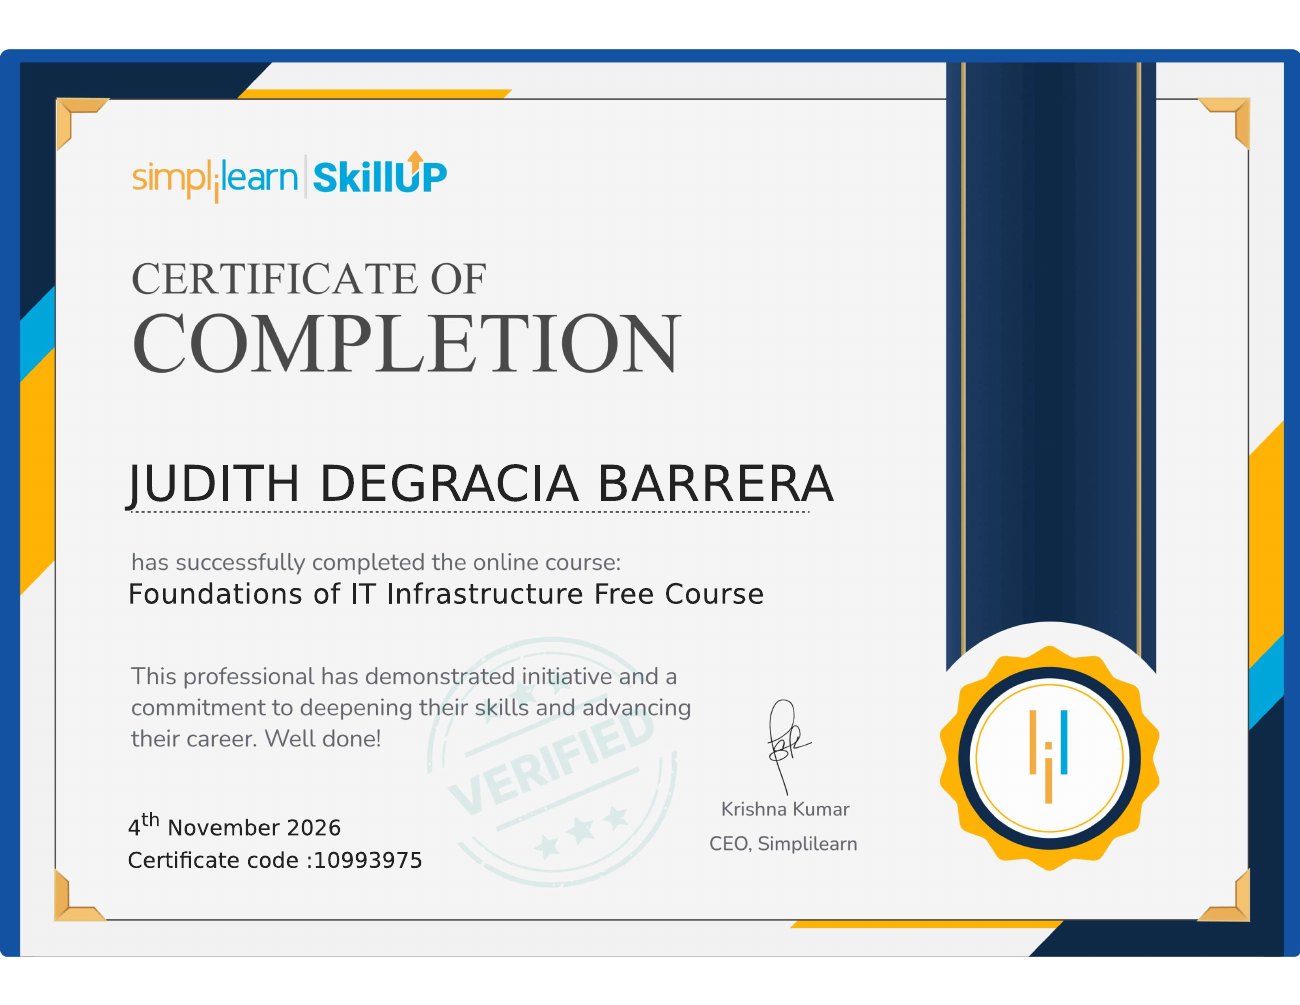 simplilearn | SkillUP
CERTIFICATE OF
COMPLETION
JUDITH DEGRACIA BARRERA
has successfully completed the online course:
Foundations of IT Infrastructure Free Course
This professional has demonstrated initiative and a
commitment to deepening their skills and advancing
their career. Well done!
VERIFIED
4th November 2026
Certificate code :10993975
Krishna Kumar
CEO, Simplilearn